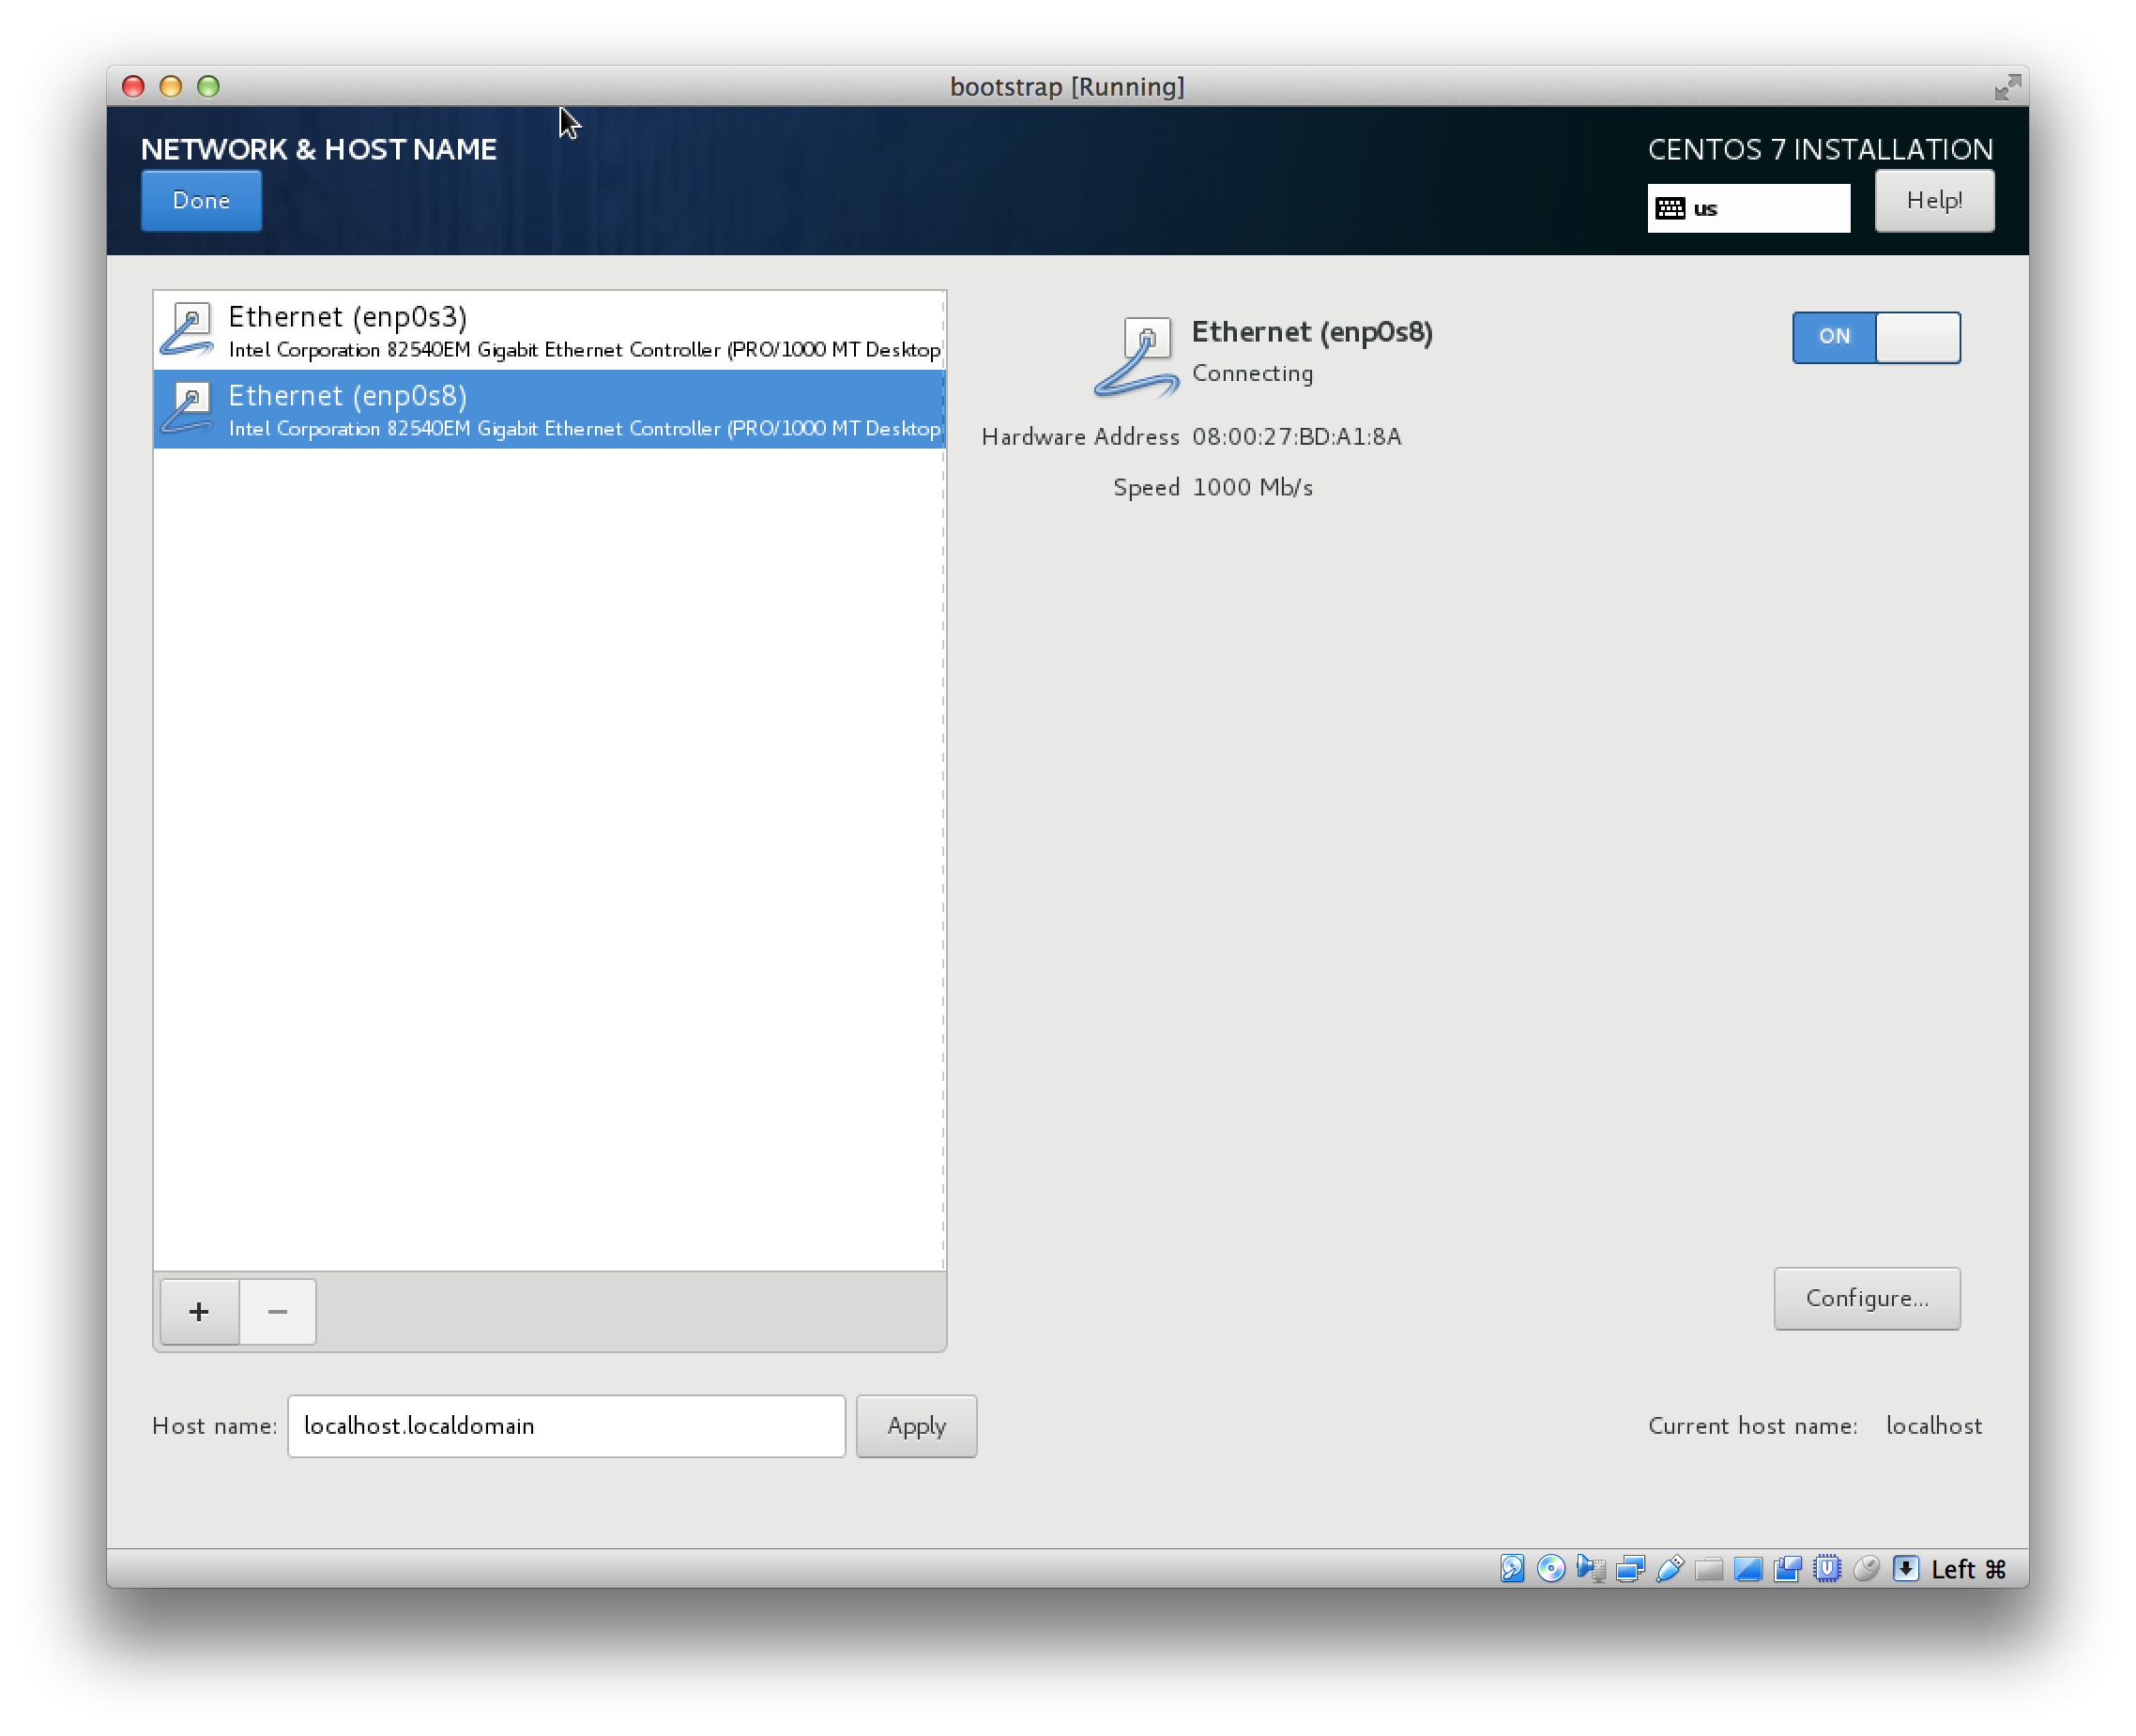 bootstrap [Running]
NETWORK & HOST NAME
CENTOS 7 INSTALLATION
Done
us
Help!
Ethernet (enp0s3)
Intel Corporation 82540EM Gigabit Ethernet Controller (PRO/1000 MT Desktop
Ethernet (enp0s8)
Intel Corporation 82540EM Gigabit Ethernet Controller (PRO/1000 MT Desktop
Ethernet (enp0s8)
ON
Connecting
Hardware Address 08:00:27:BD:A1:8A
Speed 1000 Mb/s
+ −
Configure...
Host name: localhost.localdomain
Apply
Current host name: localhost
Left ⌘